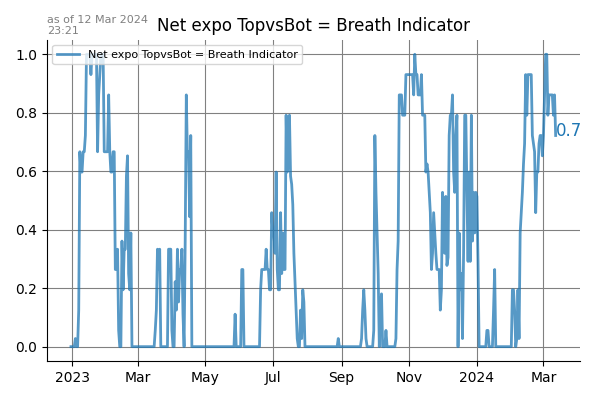 as of 12 Mar 2024
23:21
Net expo TopvsBot = Breath Indicator
Net expo TopvsBot = Breath Indicator
1.0
0.8
0.6
0.4
0.2
0.0
0.7
2023 Mar May Jul Sep Nov 2024 Mar